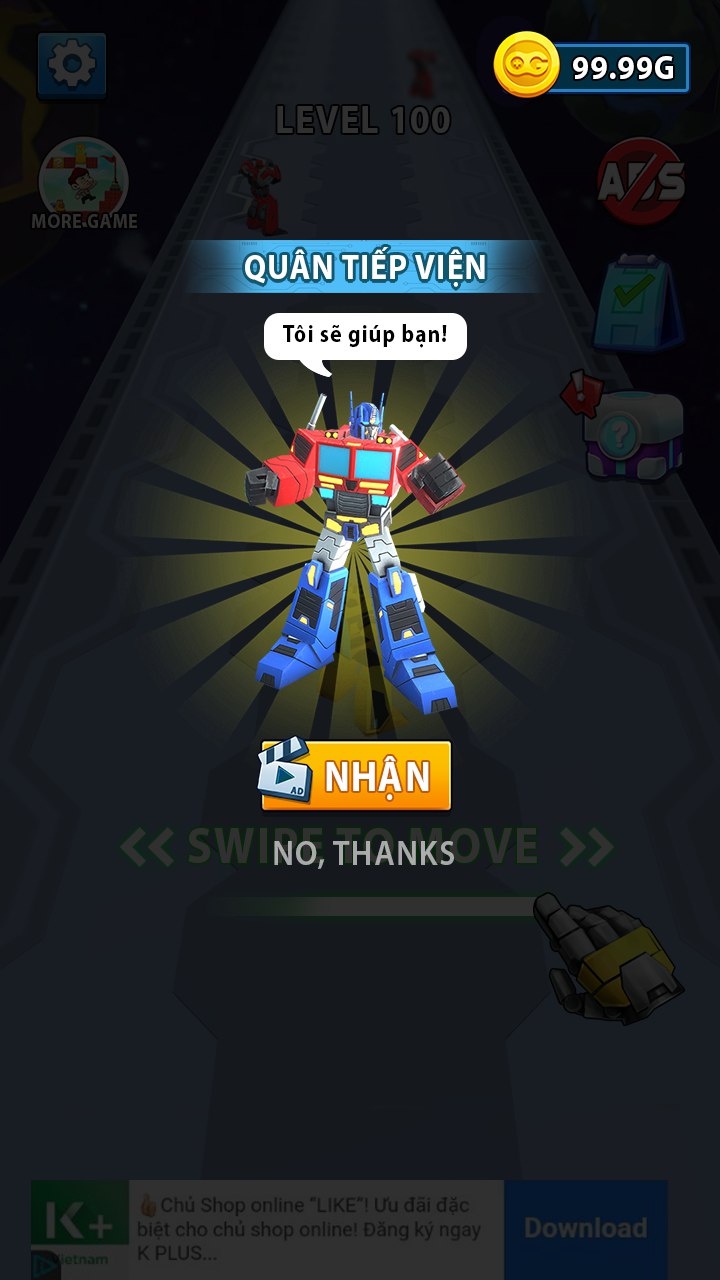 99.99G
LEVEL 100
ADS
MORE GAME
QUÂN TIẾP VIỆN
Tôi sẽ giúp bạn!
?
AD
NHẬN
<< SWIPE TO MOVE >>
NO, THANKS
K+
Vietnam
👍Chủ Shop online “LIKE”! Ưu đãi đặc
biệt cho chủ shop online! Đăng ký ngay
K PLUS...
Download